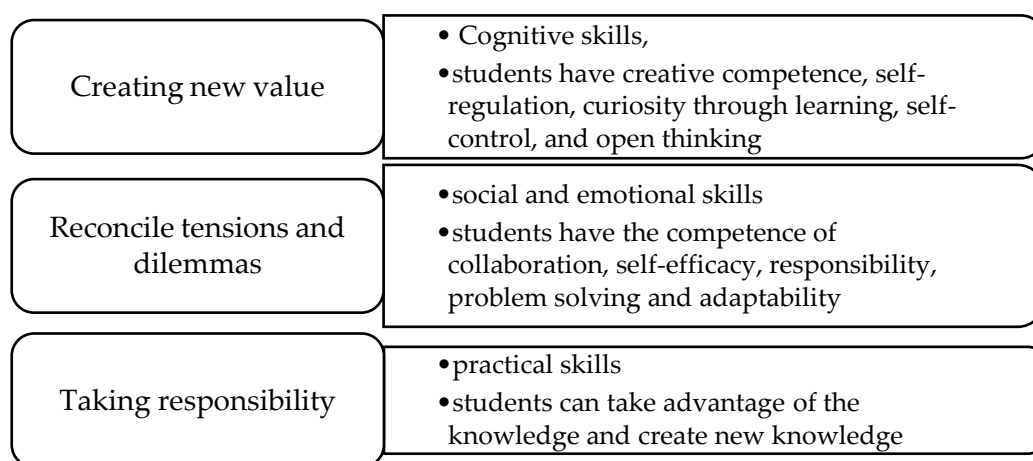 Creating new value
• Cognitive skills,
•students have creative competence, self-
regulation, curiosity through learning, self-
control, and open thinking
Reconcile tensions and
dilemmas
•social and emotional skills
•students have the competence of
collaboration, self-efficacy, responsibility,
problem solving and adaptability
Taking responsibility
•practical skills
•students can take advantage of the
knowledge and create new knowledge